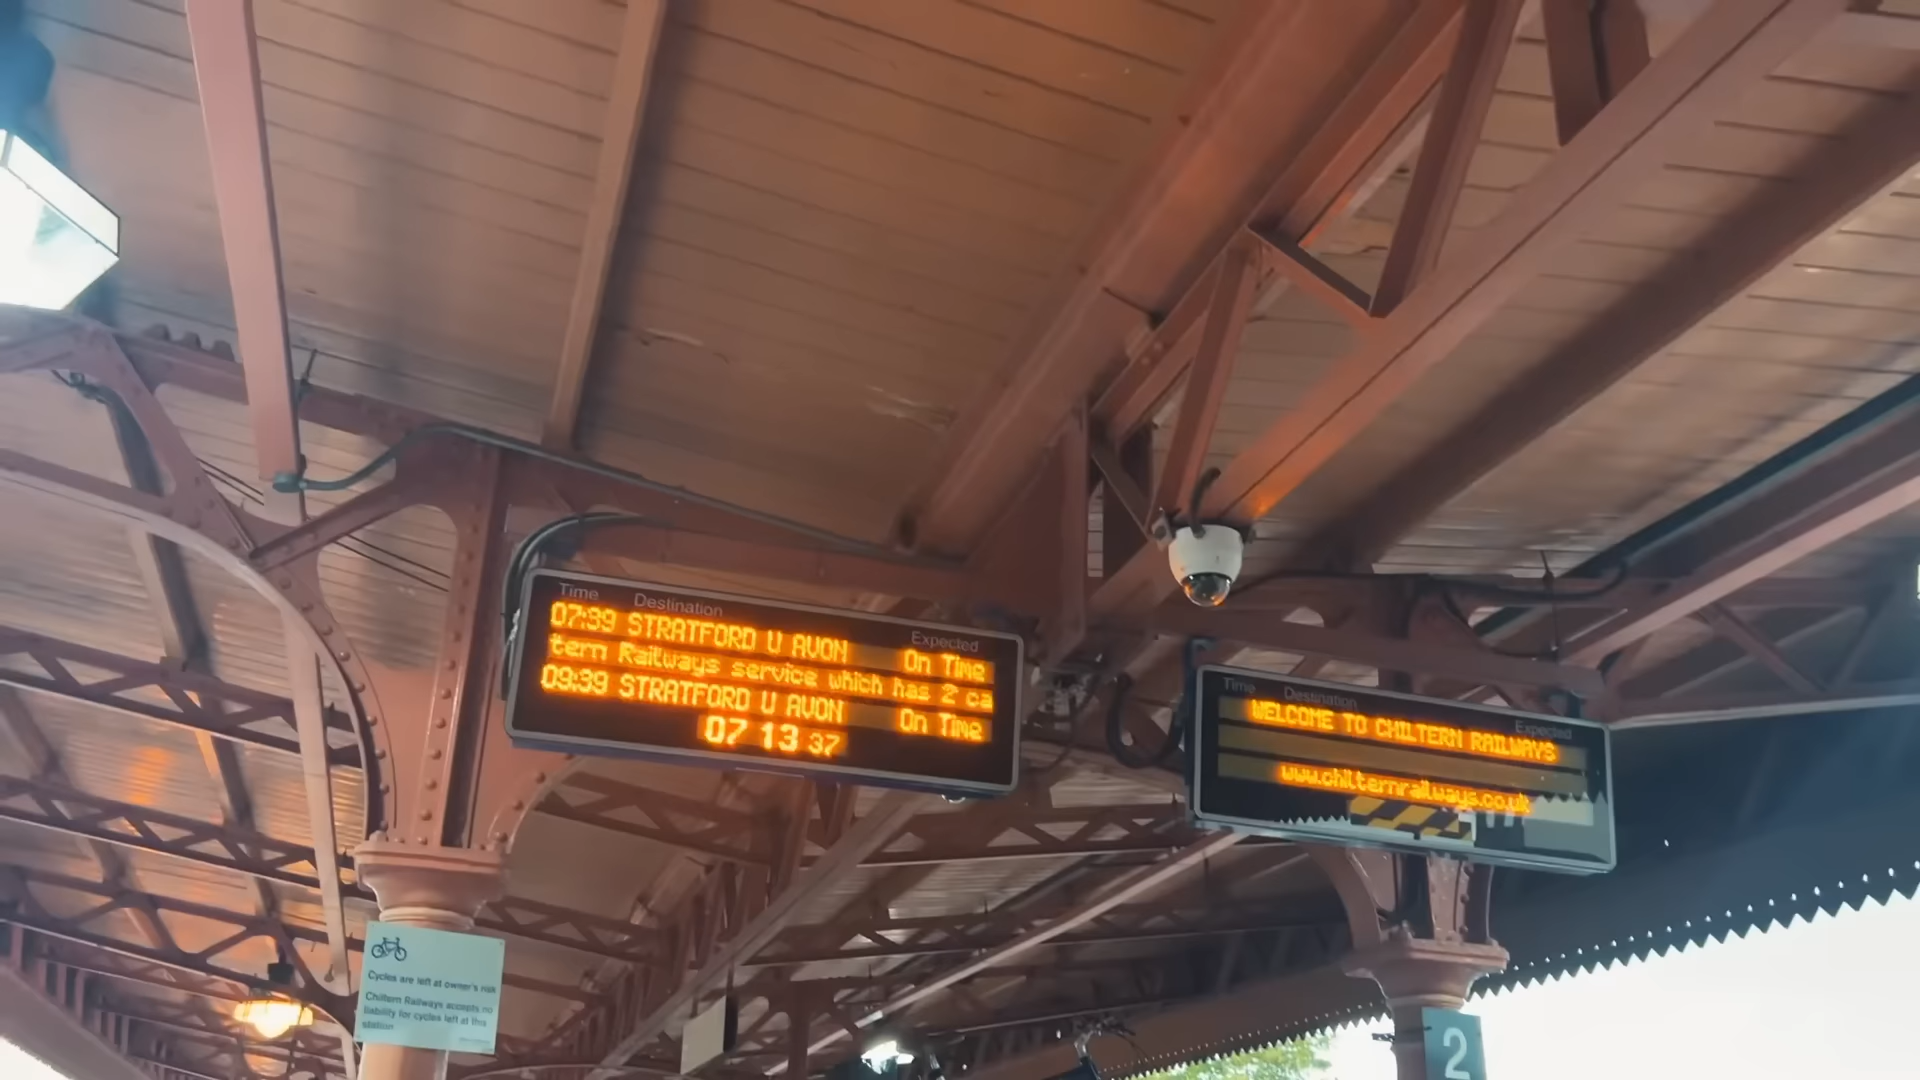 Time Destination Expected
07:39 STRATFORD U AVON On Time
tern Railways service which has 2 ca
09:39 STRATFORD U AVON On Time
07 13 37
Time Destination Expected
WELCOME TO CHILTERN RAILWAYS
www.chilternrailways.co.uk
Cycles are left at owner's risk
Chiltern Railways accepts no
liability for cycles left at this
station
2